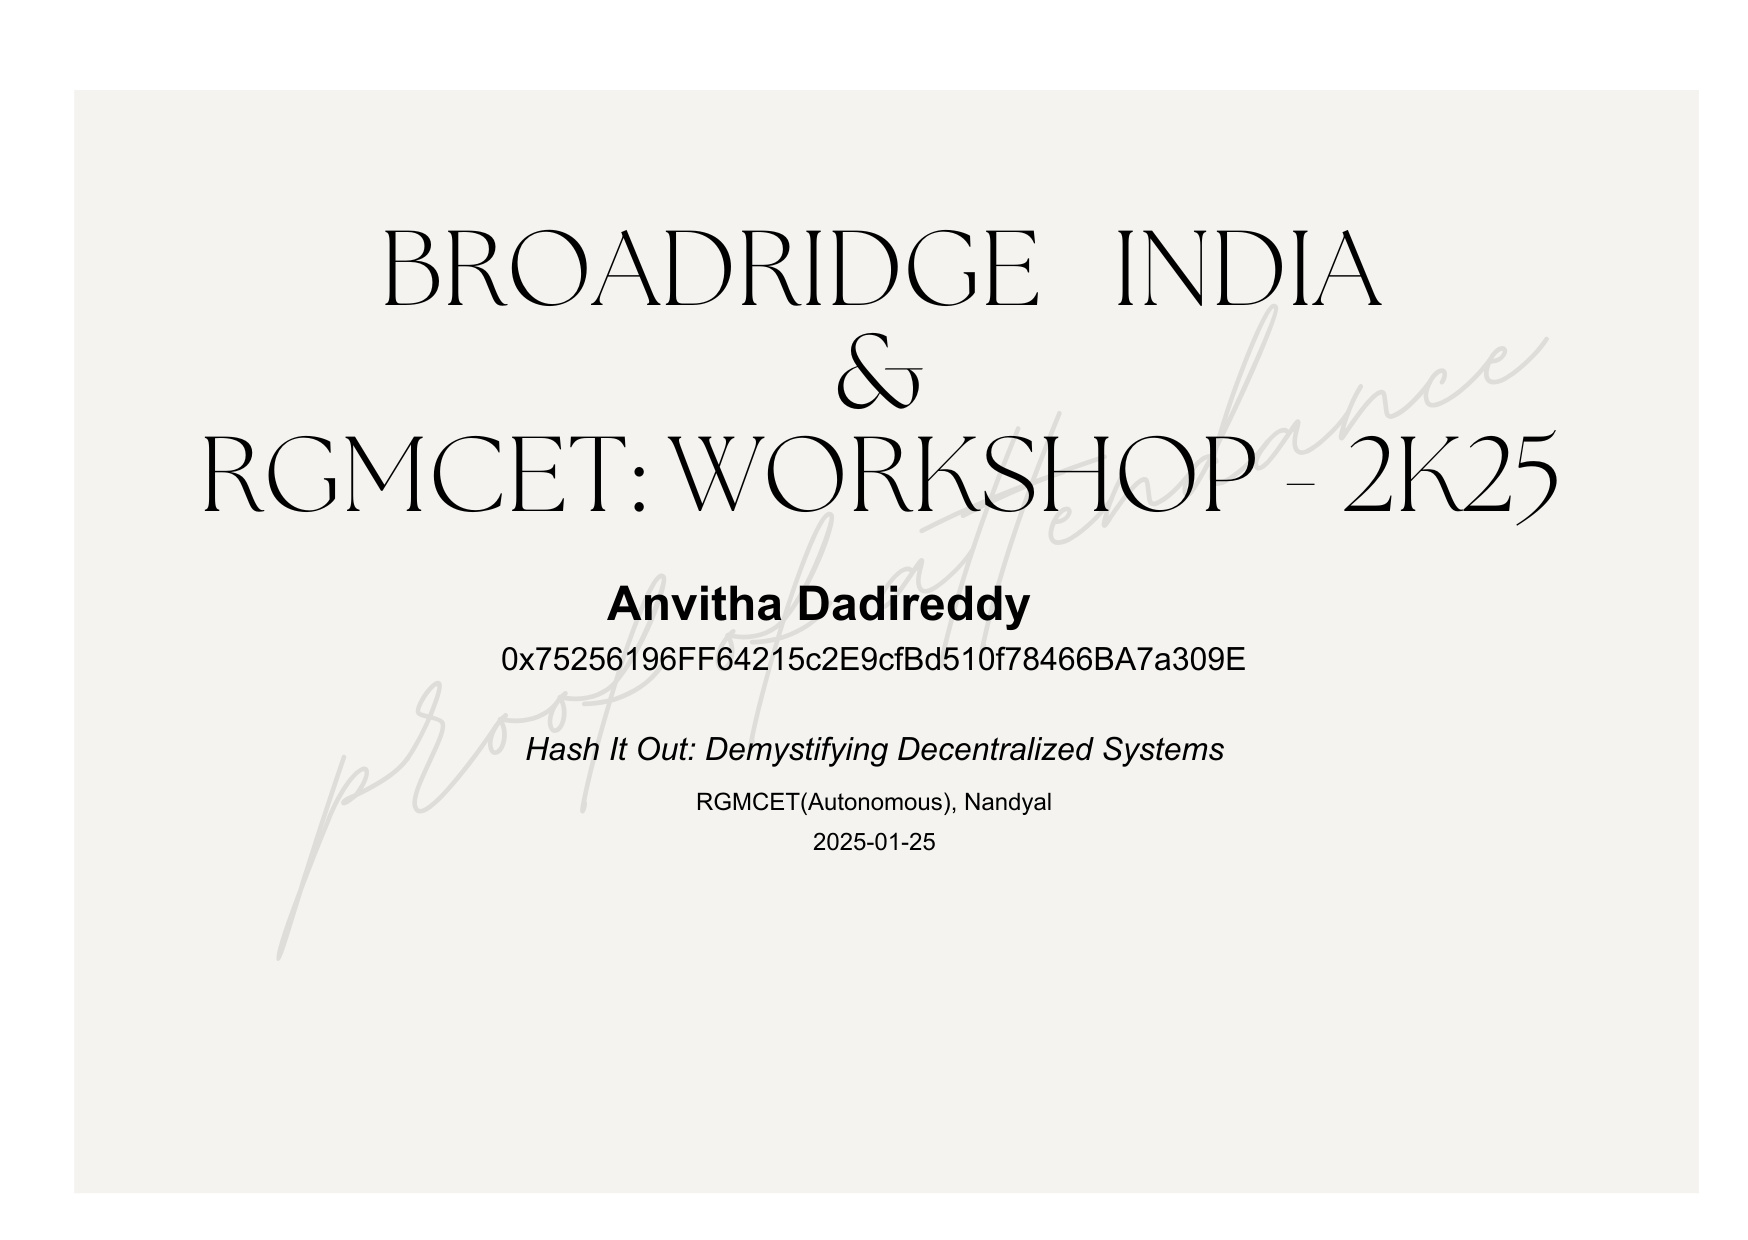 BROADRIDGE INDIA
&
RGMCET: WORKSHOP - 2K25
proof of attendance
Anvitha Dadireddy
0x75256196FF64215c2E9cfBd510f78466BA7a309E
Hash It Out: Demystifying Decentralized Systems
RGMCET(Autonomous), Nandyal
2025-01-25